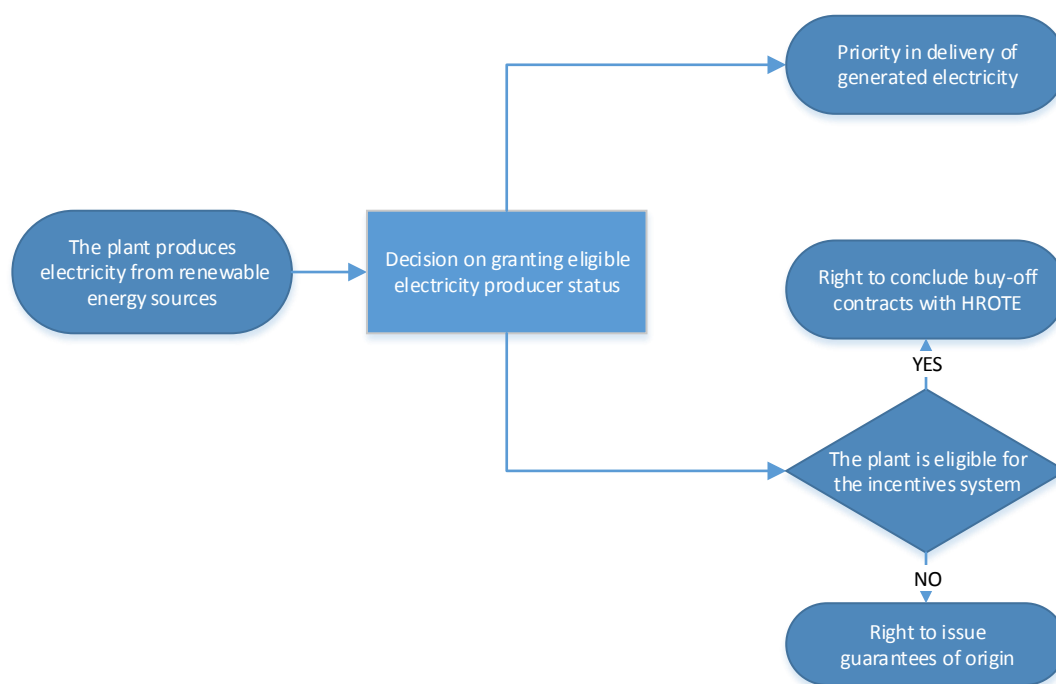 Priority in delivery of
generated electricity
The plant produces
electricity from renewable
energy sources
Decision on granting eligible
electricity producer status
Right to conclude buy-off
contracts with HROTE
YES
The plant is eligible for
the incentives system
NO
Right to issue
guarantees of origin